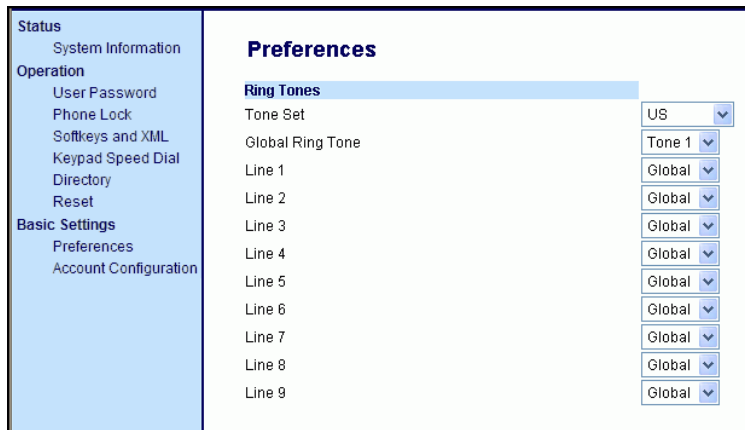 Status
System Information
Operation
User Password
Phone Lock
Softkeys and XML
Keypad Speed Dial
Directory
Reset
Basic Settings
Preferences
Account Configuration
Preferences
Ring Tones
Tone Set US
Global Ring Tone Tone 1
Line 1 Global
Line 2 Global
Line 3 Global
Line 4 Global
Line 5 Global
Line 6 Global
Line 7 Global
Line 8 Global
Line 9 Global